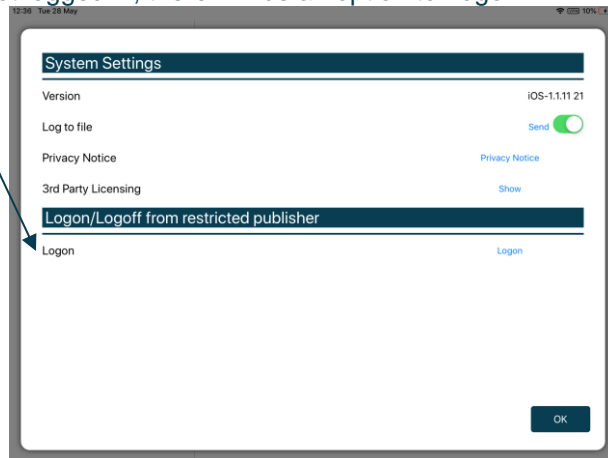 12:36 Tue 28 May 10%
System Settings
Version iOS-1.1.11 21
Log to file Send
Privacy Notice Privacy Notice
3rd Party Licensing Show
Logon/Logoff from restricted publisher
Logon Logon
OK